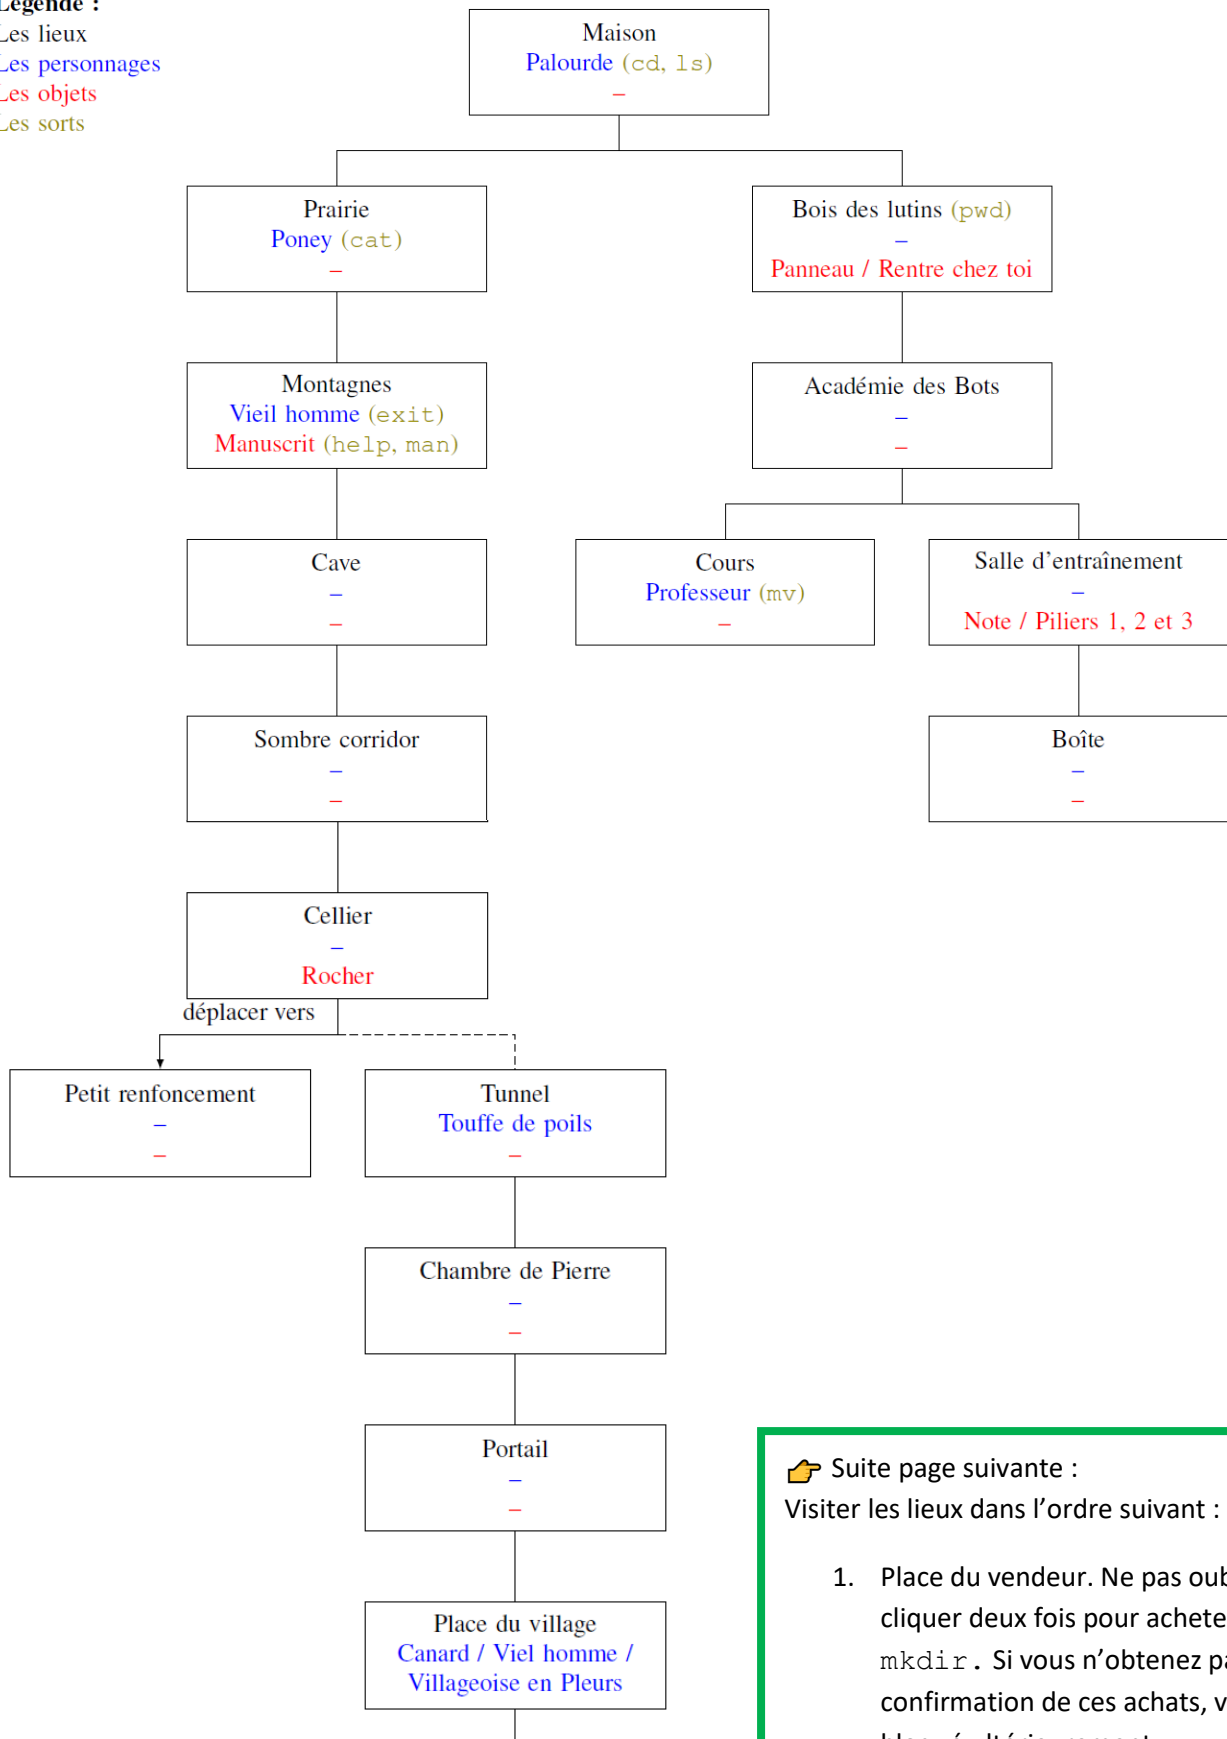 Légende :
Les lieux
Les personnages
Les objets
Les sorts
Maison
Palourde (cd, ls)
–
Prairie
Poney (cat)
–
Bois des lutins (pwd)
–
Panneau / Rentre chez toi
Montagnes
Vieil homme (exit)
Manuscrit (help, man)
Académie des Bots
–
–
Cave
–
–
Cours
Professeur (mv)
–
Salle d'entraînement
–
Note / Piliers 1, 2 et 3
Sombre corridor
–
–
Boîte
–
–
Cellier
–
Rocher
déplacer vers
Petit renfoncement
–
–
Tunnel
Touffe de poils
–
Chambre de Pierre
–
–
Portail
–
–
Place du village
Canard / Viel homme /
Villageoise en Pleurs
👉 Suite page suivante :
Visiter les lieux dans l’ordre suivant :
1. Place du vendeur. Ne pas
cliquer deux fois pour
mkdir. Si vous n’obtenez
confirmation de ces achats,